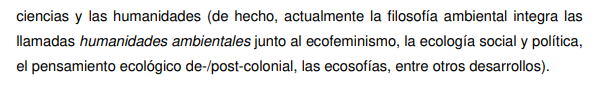 ciencias y las humanidades (de hecho, actualmente la filosofía ambiental integra las
llamadas humanidades ambientales junto al ecofeminismo, la ecología social y política,
el pensamiento ecológico de-/post-colonial, las ecosofías, entre otros desarrollos).